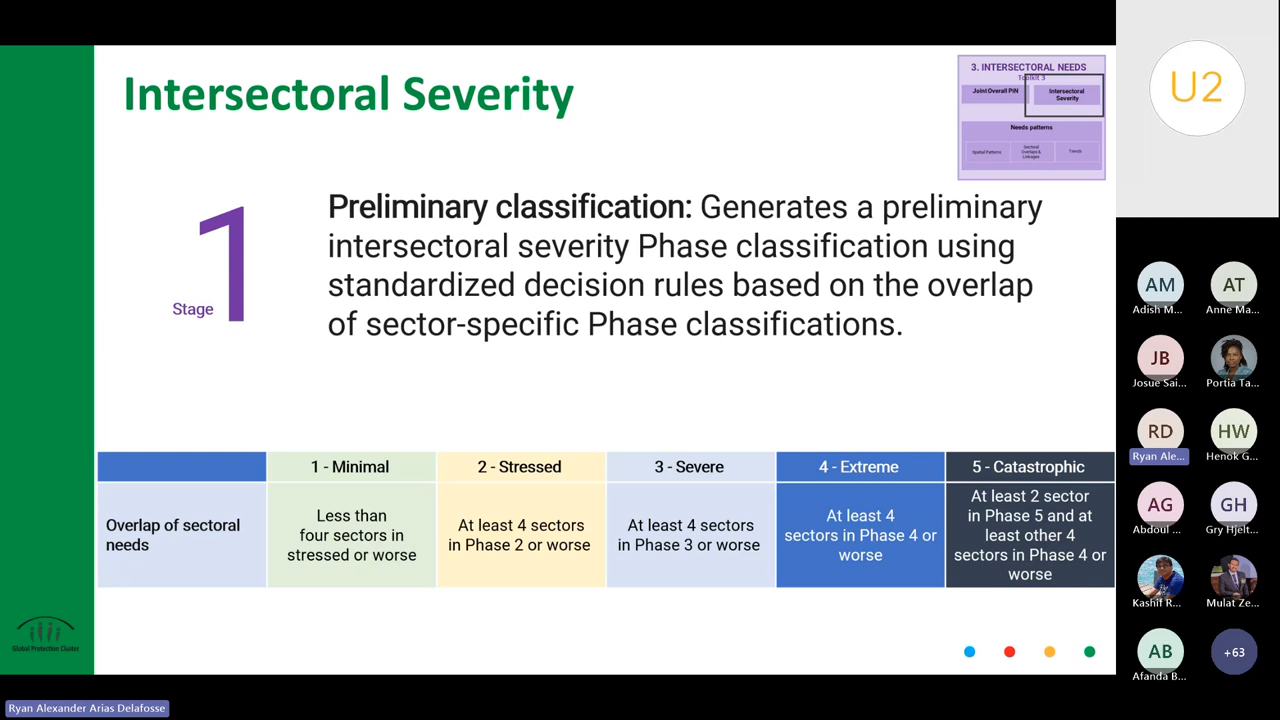 Intersectoral Severity
3. INTERSECTORAL NEEDS
Toolkit 3
Joint Overall PiN
Intersectoral
Severity
Needs patterns
Spatial Patterns
Sectoral
Overlaps &
Linkages
Trends
Stage
1
Preliminary classification: Generates a preliminary
intersectoral severity Phase classification using
standardized decision rules based on the overlap
of sector-specific Phase classifications.
1 - Minimal
2 - Stressed
3 - Severe
4 - Extreme
5 - Catastrophic
Overlap of sectoral
needs
Less than
four sectors in
stressed or worse
At least 4 sectors
in Phase 2 or worse
At least 4 sectors
in Phase 3 or worse
At least 4
sectors in Phase 4 or
worse
At least 2 sector
in Phase 5 and at
least other 4
sectors in Phase 4 or
worse
Global Protection Cluster
U2
AM
Adish M...
AT
Anne Ma...
JB
Josue Sai...
Portia Ta...
RD
Ryan Ale...
HW
Henok G...
AG
Abdoul ...
GH
Gry Hjelt...
Kashif R...
Mulat Ze...
AB
Afanda B...
+63
Ryan Alexander Arias Delafosse